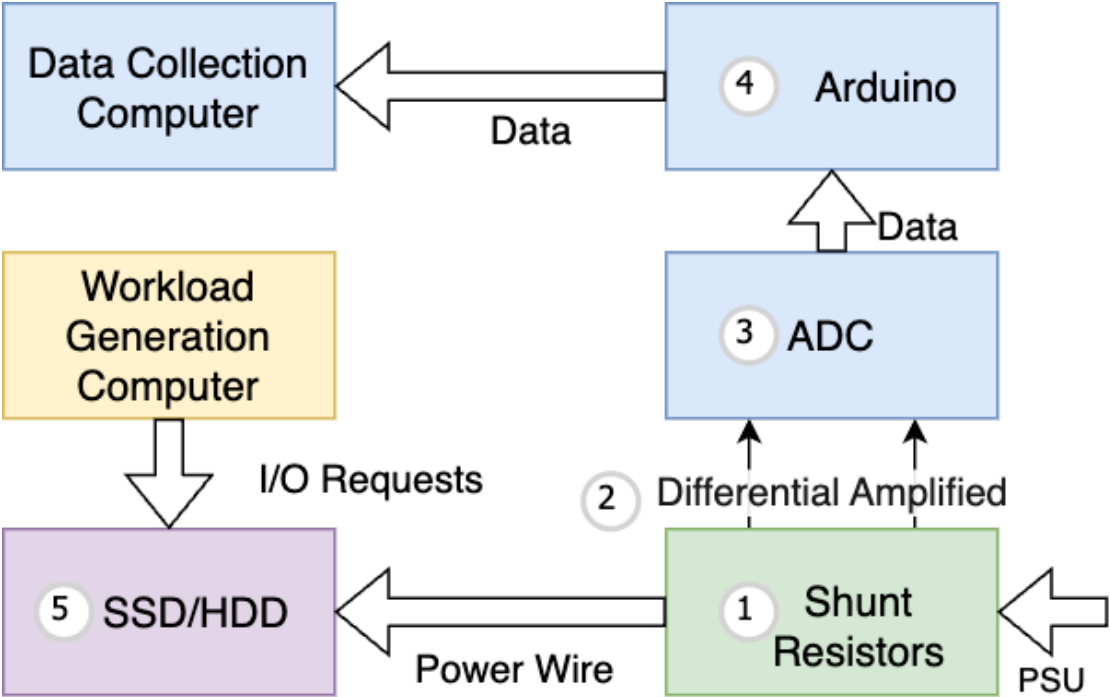 Data Collection
Computer
Data
4
Arduino
Data
Workload
Generation
Computer
3
ADC
I/O Requests
2
Differential Amplified
5
SSD/HDD
Power Wire
1
Shunt
Resistors
PSU